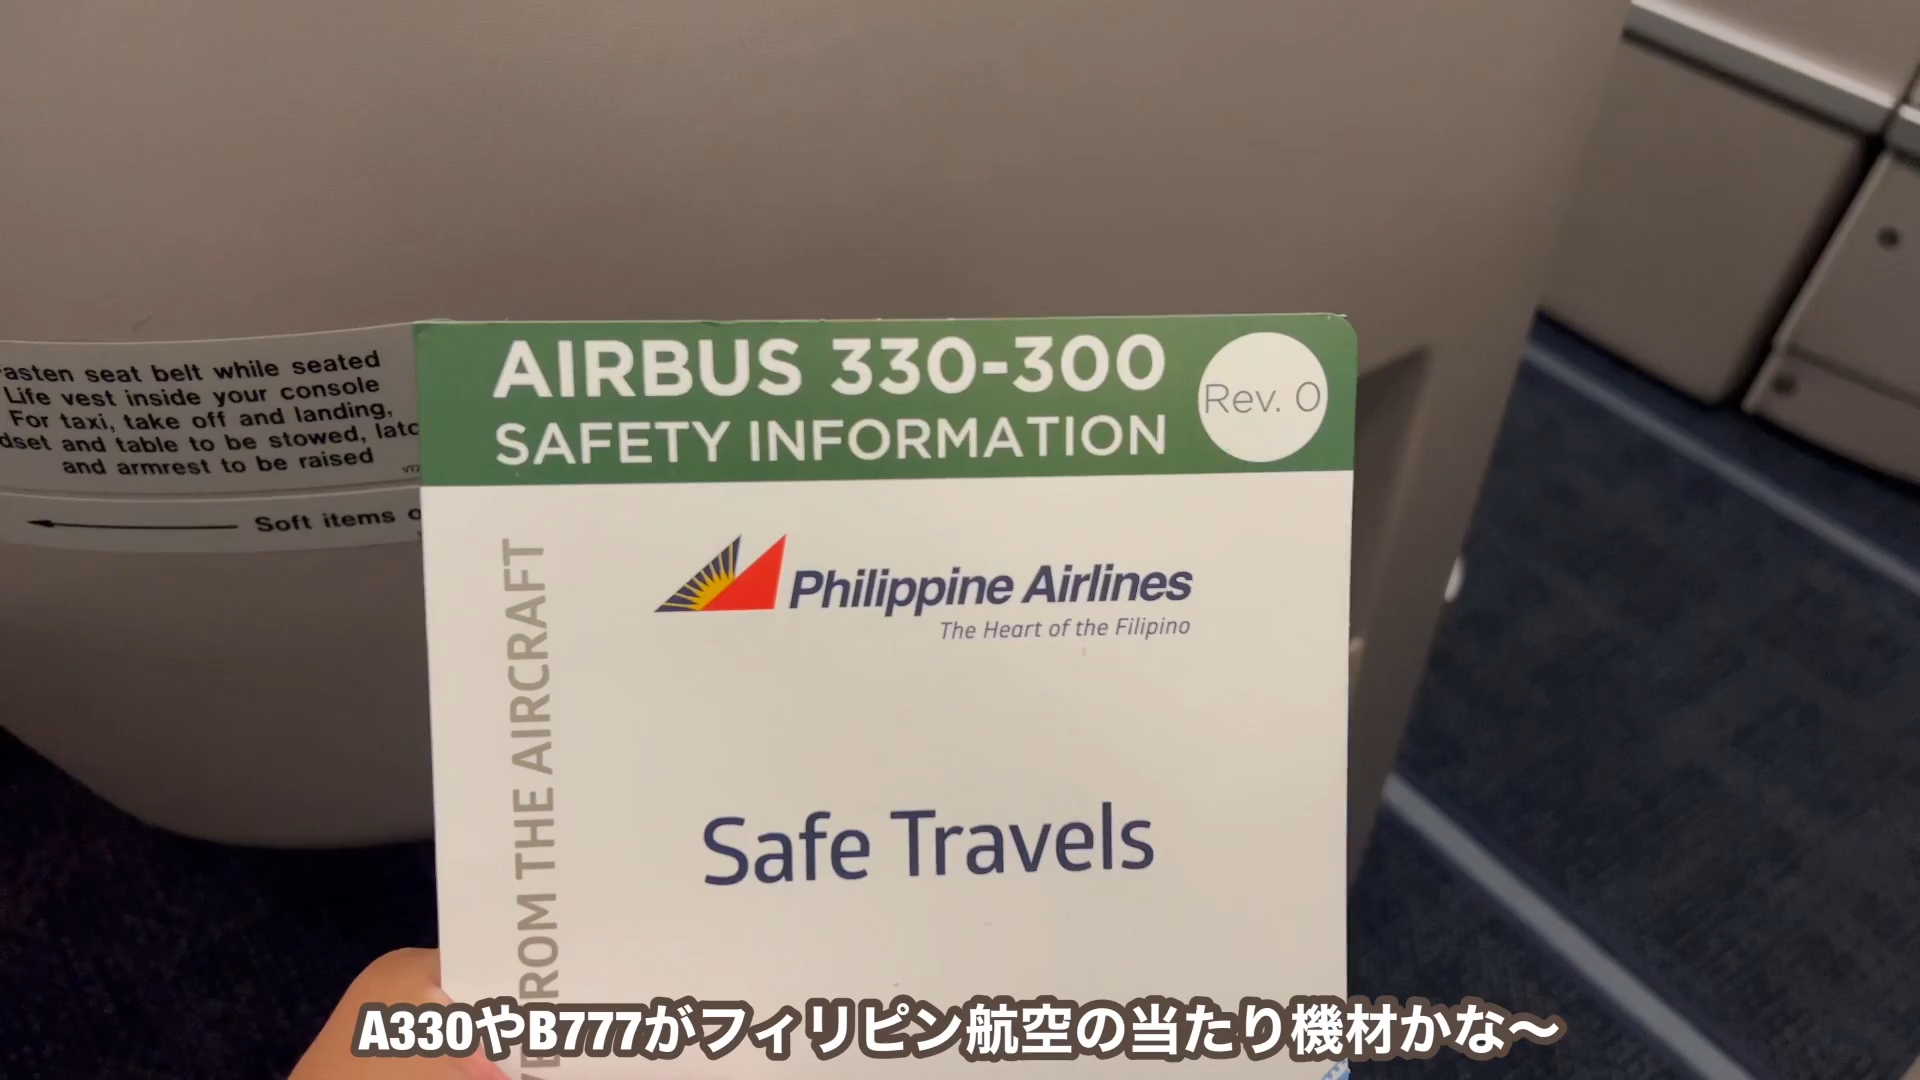 asten seat belt while seated
Life vest inside your console
For taxi, take off and landing,
dset and table to be stowed, latc
and armrest to be raised
Soft items o
AIRBUS 330-300
SAFETY INFORMATION
Rev. 0
Philippine Airlines
The Heart of the Filipino
Safe Travels
FROM THE AIRCRAFT
A330やB777がフィリピン航空の当たり機材かな〜